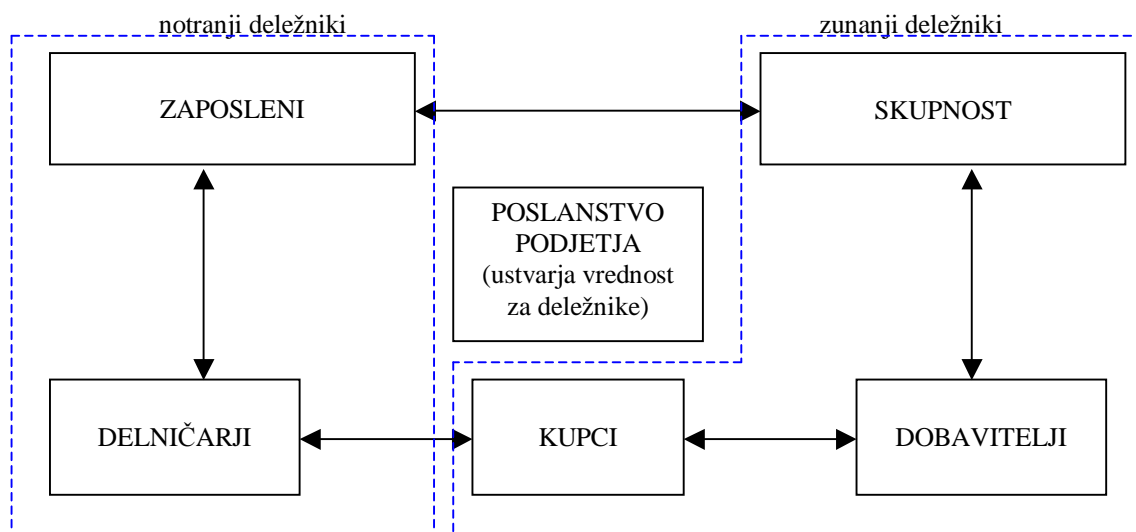 notranji deležniki
zunanji deležniki
ZAPOSLENI
SKUPNOST
POSLANSTVO
PODJETJA
(ustvarja vrednost
za deležnike)
DELNIČARJI
KUPCI
DOBAVITELJI